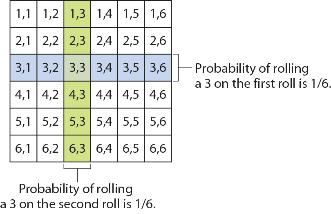 1,1 1,2 1,3 1,4 1,5 1,6
2,1 2,2 2,3 2,4 2,5 2,6
3,1 3,2 3,3 3,4 3,5 3,6
4,1 4,2 4,3 4,4 4,5 4,6
5,1 5,2 5,3 5,4 5,5 5,6
6,1 6,2 6,3 6,4 6,5 6,6
Probability of rolling
a 3 on the first roll is 1/6.
Probability of rolling
a 3 on the second roll is 1/6.